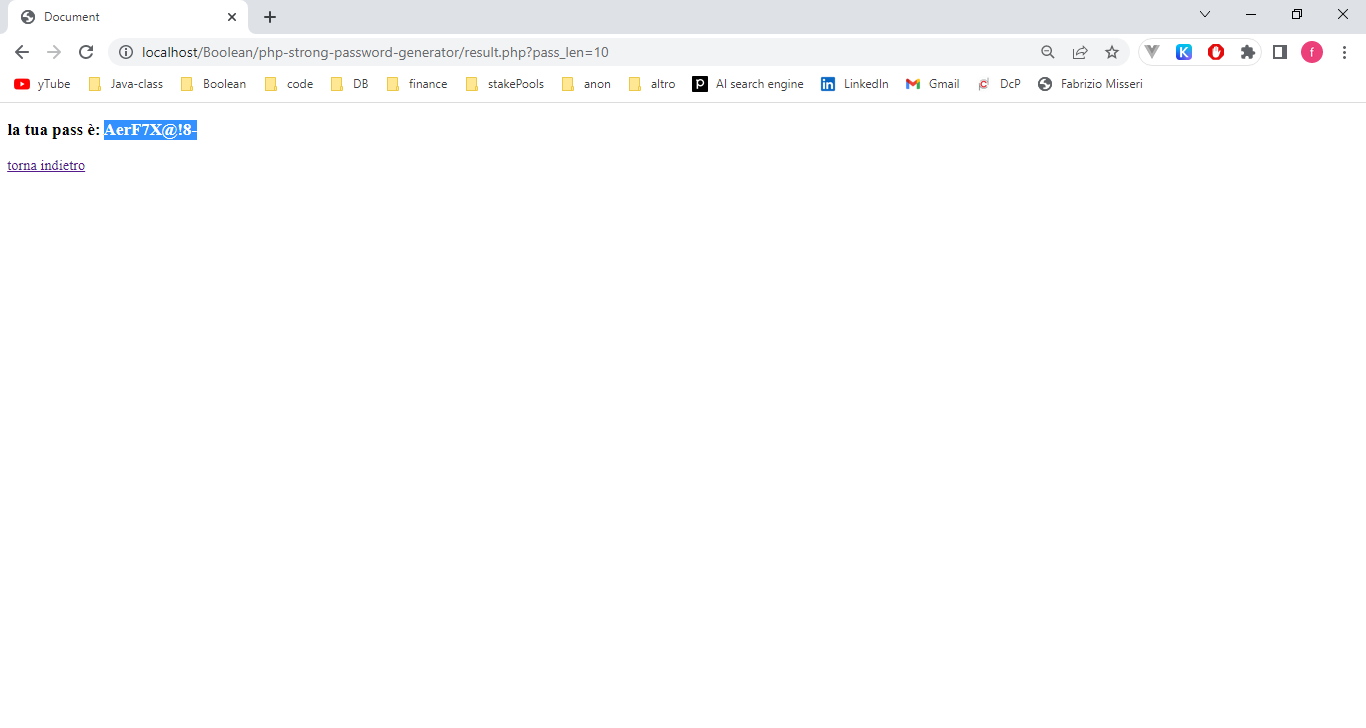 Document
localhost/Boolean/php-strong-password-generator/result.php?pass_len=10
f
yTube Java-class Boolean code DB finance stakePools anon altro AI search engine LinkedIn Gmail DcP Fabrizio Misseri
la tua pass è: AerF7X@!8-
torna indietro